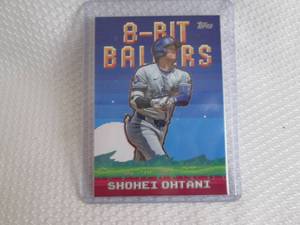 topps
8-BIT
BALLERS
SHOHEI OHTANI